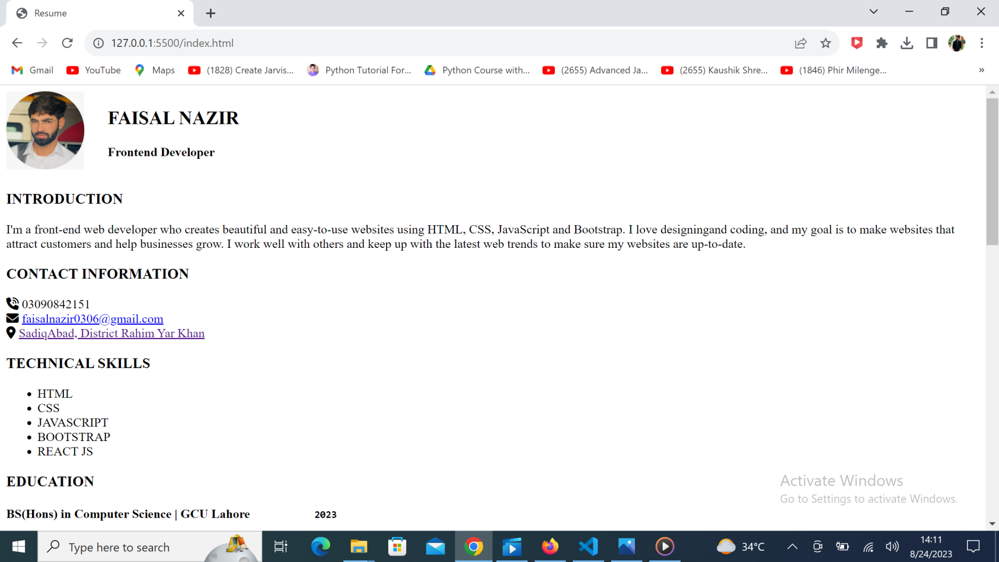 Resume
127.0.0.1:5500/index.html
Gmail
YouTube
Maps
(1828) Create Jarvis...
Python Tutorial For...
Python Course with...
(2655) Advanced Ja...
(2655) Kaushik Shre...
(1846) Phir Milenge...
»
FAISAL NAZIR
Frontend Developer
INTRODUCTION
I'm a front-end web developer who creates beautiful and easy-to-use websites using HTML, CSS, JavaScript and Bootstrap. I love designingand coding, and my goal is to make websites that
attract customers and help businesses grow. I work well with others and keep up with the latest web trends to make sure my websites are up-to-date.
CONTACT INFORMATION
03090842151
faisalnazir0306@gmail.com
SadiqAbad, District Rahim Yar Khan
TECHNICAL SKILLS
• HTML
• CSS
• JAVASCRIPT
• BOOTSTRAP
• REACT JS
EDUCATION
BS(Hons) in Computer Science | GCU Lahore 2023
Activate Windows
Go to Settings to activate Windows.
Type here to search
34°C
14:11
8/24/2023